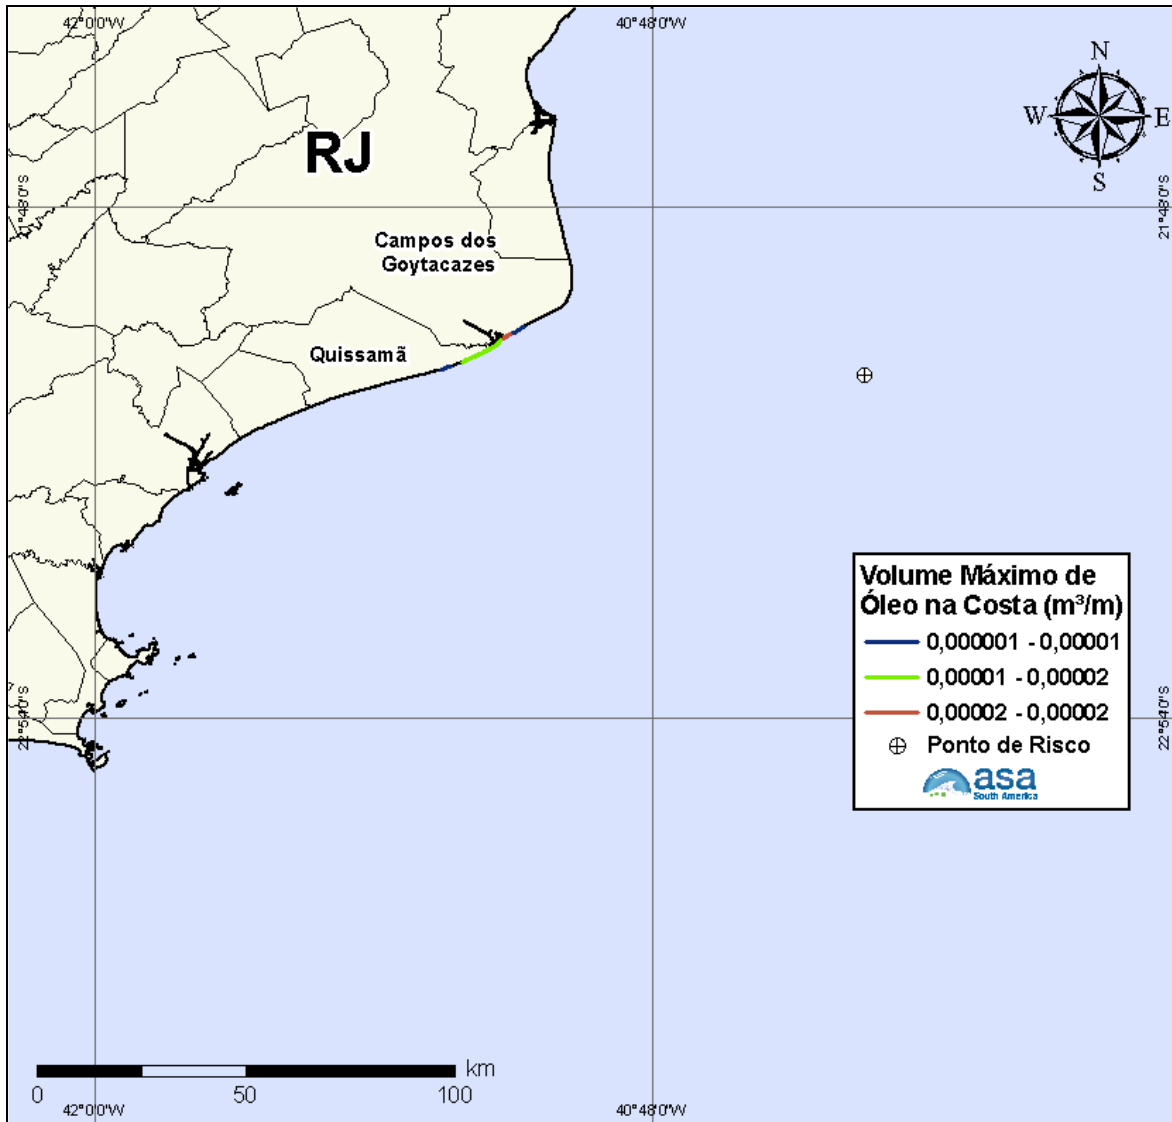 42°0'0"W
40°48'0"W
N
W
E
S
RJ
21°48'0"S
21°48'0"S
Campos dos
Goytacazes
Quissamã
Volume Máximo de
Óleo na Costa (m³/m)
0,000001 - 0,00001
0,00001 - 0,00002
0,00002 - 0,00002
Ponto de Risco
asa
South America
22°54'0"S
22°54'0"S
km
0
50
100
42°0'0"W
40°48'0"W